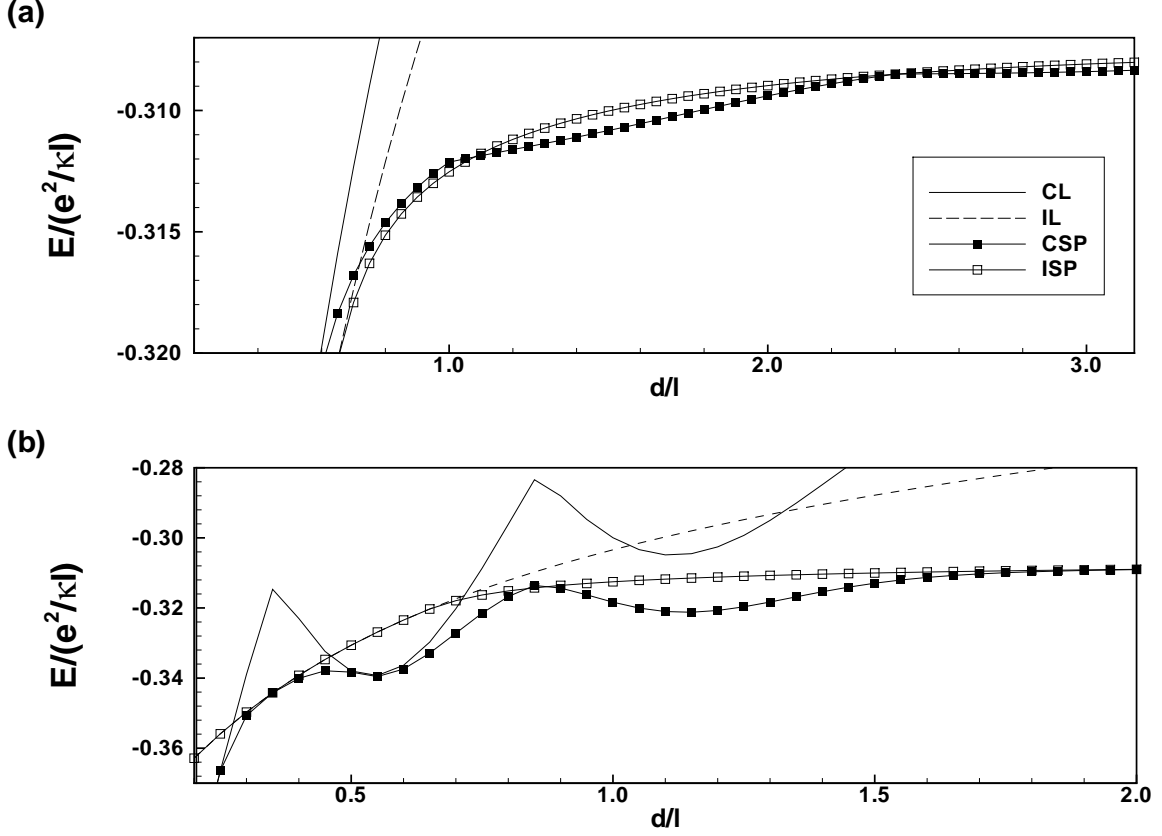 (a)
E/(e²/κl)
-0.310
-0.315
-0.320
1.0
2.0
3.0
d/l
CL
IL
CSP
ISP
(b)
E/(e²/κl)
-0.28
-0.30
-0.32
-0.34
-0.36
0.5
1.0
1.5
2.0
d/l